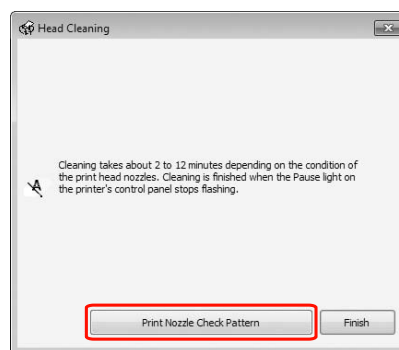 Head Cleaning
Cleaning takes about 2 to 12 minutes depending on the condition of
the print head nozzles. Cleaning is finished when the Pause light on
the printer's control panel stops flashing.
Print Nozzle Check Pattern
Finish